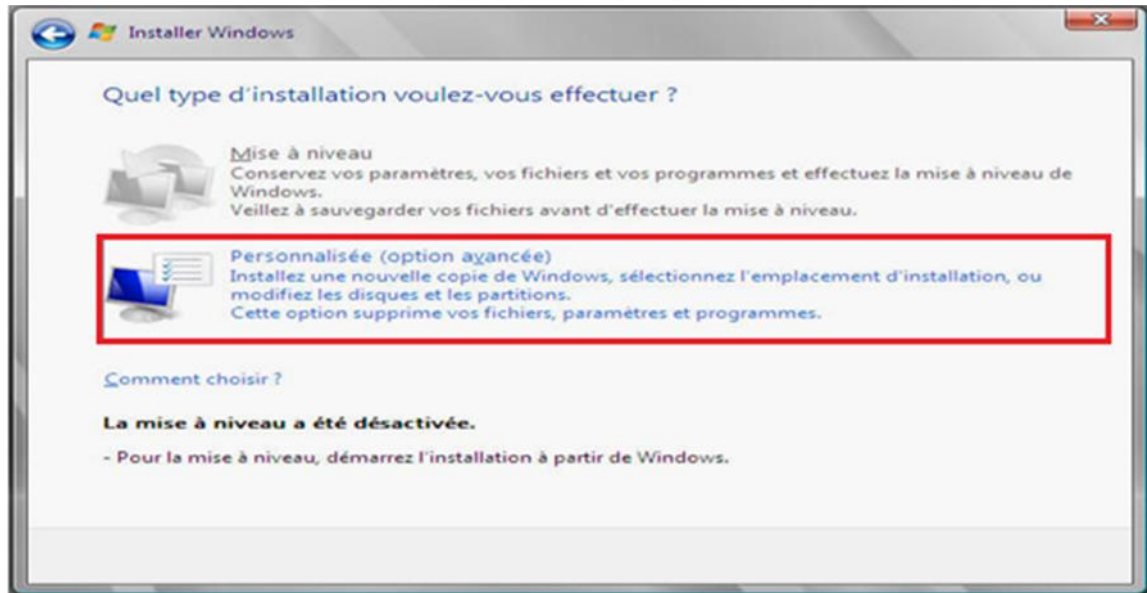 Installer Windows
Quel type d'installation voulez-vous effectuer ?
Mise à niveau
Conservez vos paramètres, vos fichiers et vos programmes et effectuez la mise à niveau de
Windows.
Veillez à sauvegarder vos fichiers avant d'effectuer la mise à niveau.
Personnalisée (option avancée)
Installez une nouvelle copie de Windows, sélectionnez l'emplacement d'installation, ou
modifiez les disques et les partitions.
Cette option supprime vos fichiers, paramètres et programmes.
Comment choisir ?
La mise à niveau a été désactivée.
- Pour la mise à niveau, démarrez l'installation à partir de Windows.